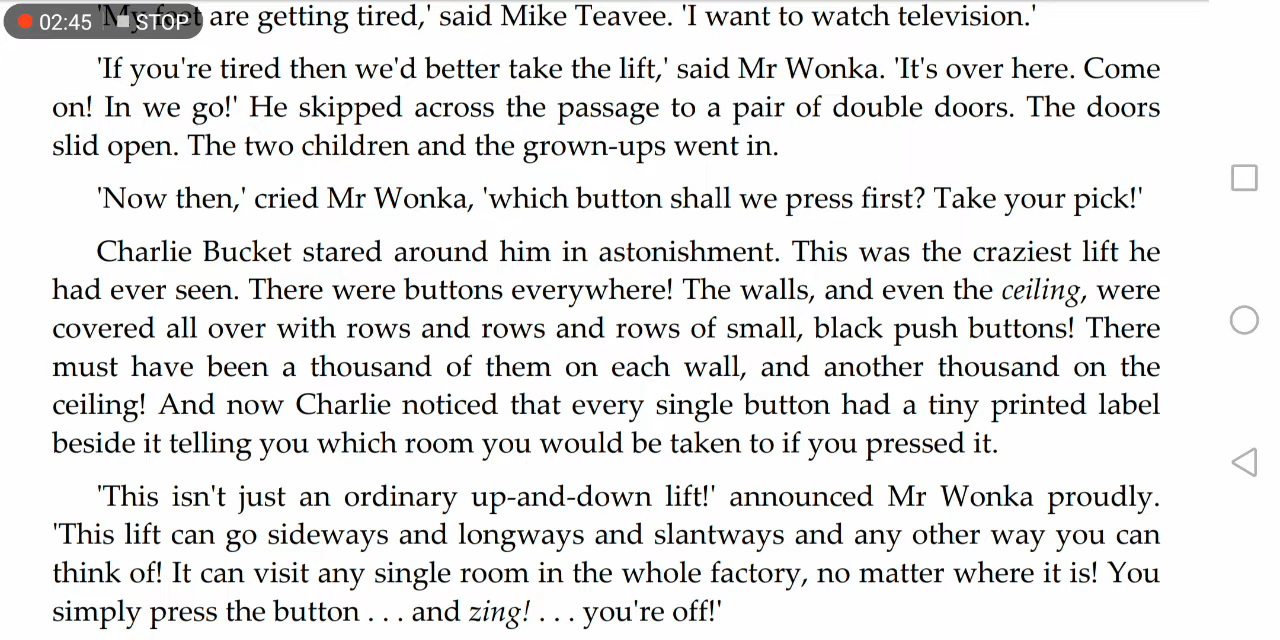 02:45 STOP
'My feet are getting tired,' said Mike Teavee. 'I want to watch television.'
'If you're tired then we'd better take the lift,' said Mr Wonka. 'It's over here. Come
on! In we go!' He skipped across the passage to a pair of double doors. The doors
slid open. The two children and the grown-ups went in.
'Now then,' cried Mr Wonka, 'which button shall we press first? Take your pick!'
Charlie Bucket stared around him in astonishment. This was the craziest lift he
had ever seen. There were buttons everywhere! The walls, and even the ceiling, were
covered all over with rows and rows and rows of small, black push buttons! There
must have been a thousand of them on each wall, and another thousand on the
ceiling! And now Charlie noticed that every single button had a tiny printed label
beside it telling you which room you would be taken to if you pressed it.
'This isn't just an ordinary up-and-down lift!' announced Mr Wonka proudly.
'This lift can go sideways and longways and slantways and any other way you can
think of! It can visit any single room in the whole factory, no matter where it is! You
simply press the button . . . and zing! . . . you're off!'